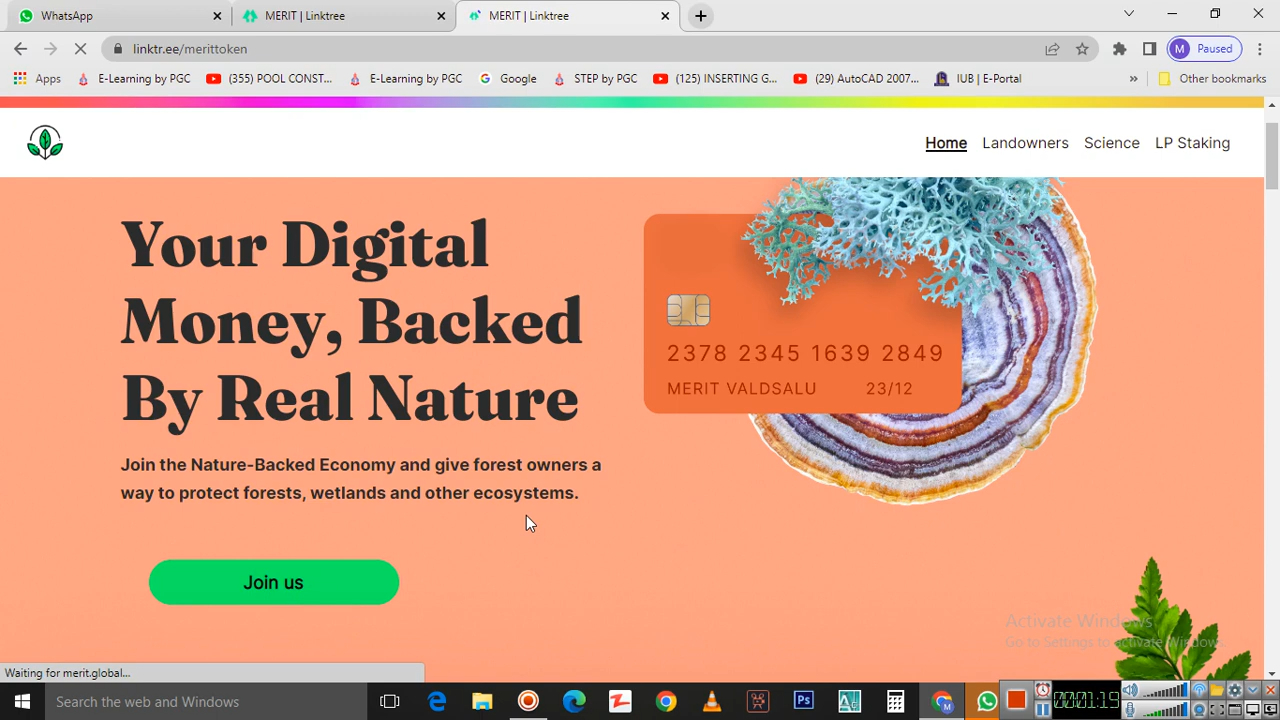 WhatsApp
MERIT | Linktree
MERIT | Linktree
linktr.ee/merittoken
M Paused
Apps
E-Learning by PGC
(355) POOL CONST...
E-Learning by PGC
Google
STEP by PGC
(125) INSERTING G...
(29) AutoCAD 2007...
IUB | E-Portal
»
Other bookmarks
Home
Landowners
Science
LP Staking
Your Digital
Money, Backed
By Real Nature
Join the Nature-Backed Economy and give forest owners a
way to protect forests, wetlands and other ecosystems.
Join us
2378 2345 1639 2849
MERIT VALDSALU 23/12
Activate Windows
Go to Settings to activate Windows.
Waiting for merit.global...
Search the web and Windows
Ps
M
00:01:19